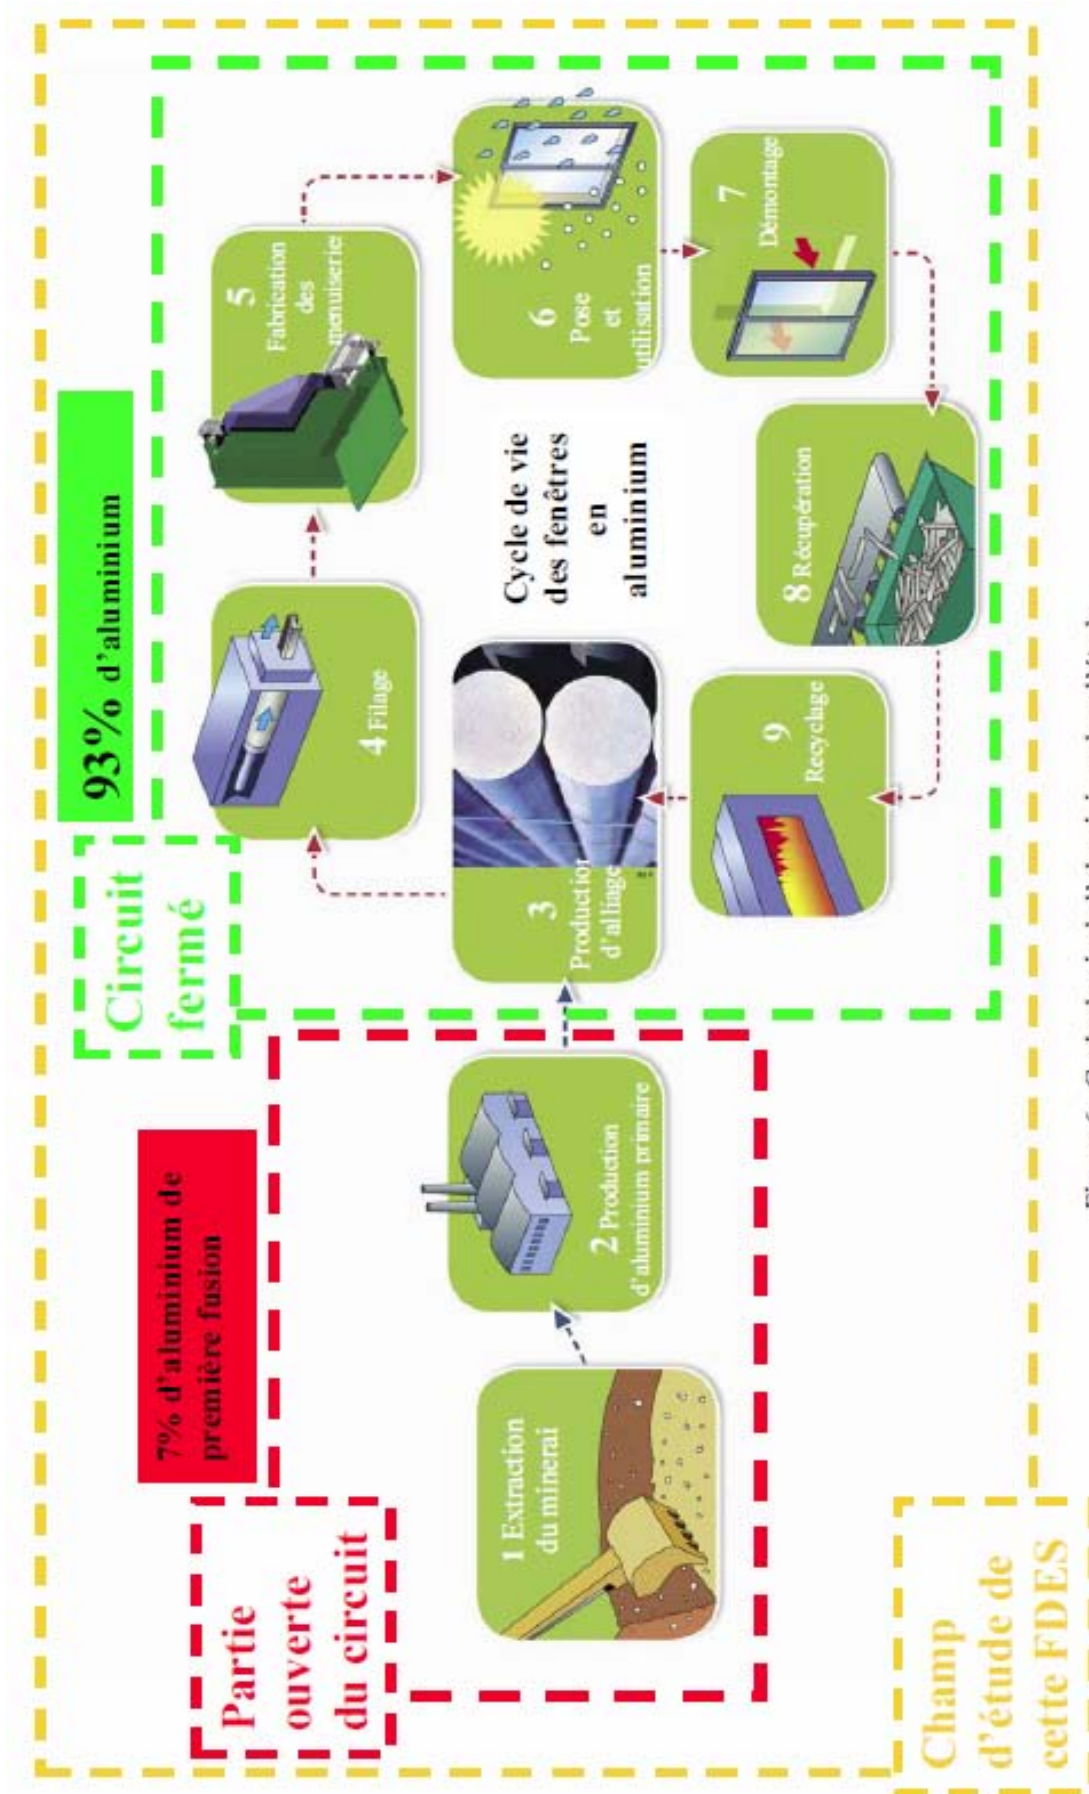 Circuit
fermé
93% d'aluminium
Partie
ouverte
du circuit
7% d'aluminium de
première fusion
1 Extraction
du minerai
2 Production
d'aluminium primaire
3
Production
d'alliage
4 Filage
5
Fabrication
des
menuiserie
6
Pose
et
utilisation
7
Démontage
8 Récupération
9
Recyclage
Cycle de vie
des fenêtres
en
aluminium
Champ
d'étude de
cette FDES